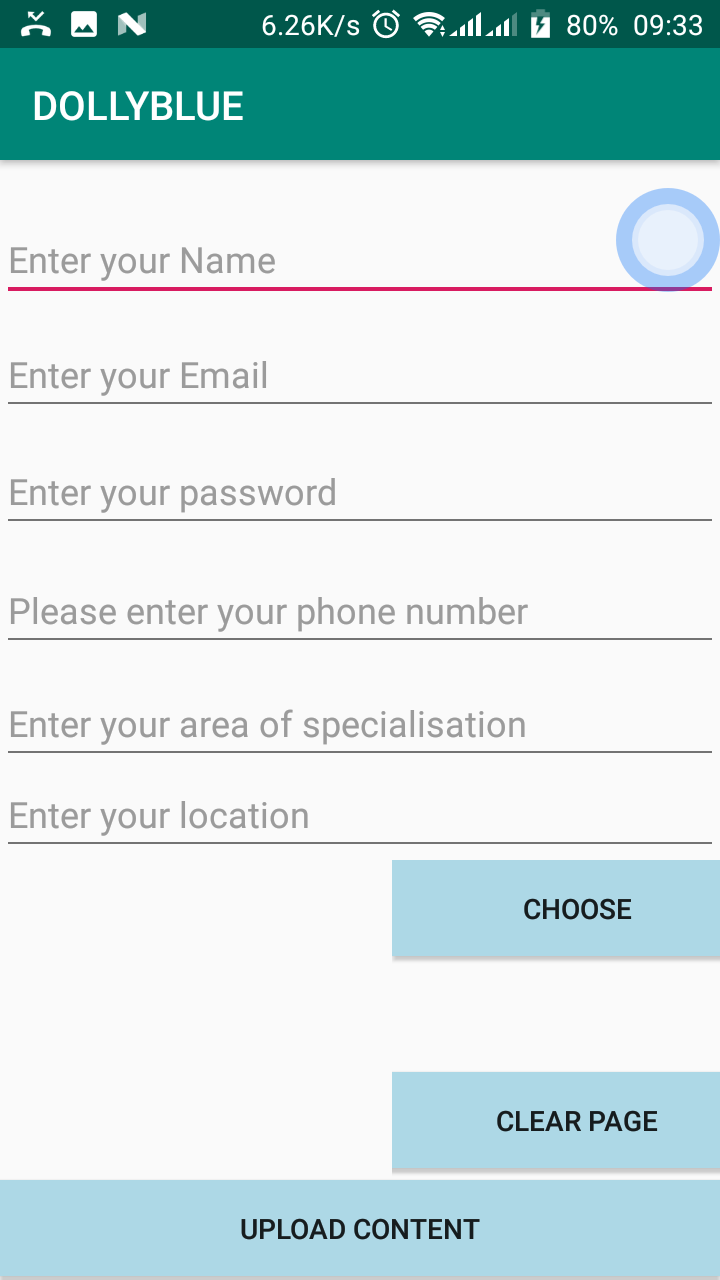 6.26K/s 80% 09:33
DOLLYBLUE
Enter your Name
Enter your Email
Enter your password
Please enter your phone number
Enter your area of specialisation
Enter your location
CHOOSE
CLEAR PAGE
UPLOAD CONTENT